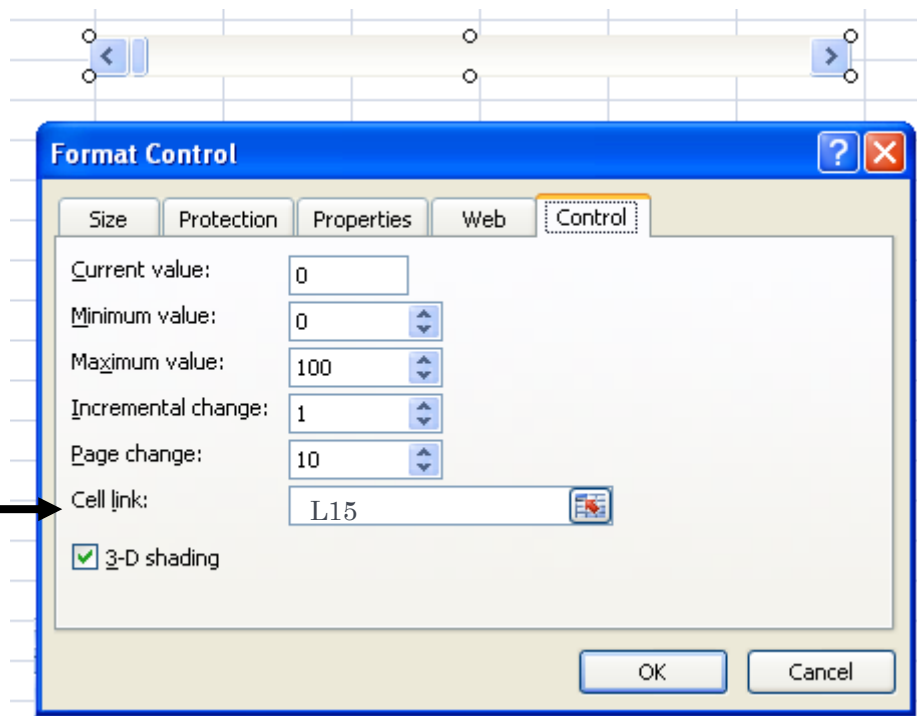 Format Control
Size Protection Properties Web Control
Current value: 0
Minimum value: 0
Maximum value: 100
Incremental change: 1
Page change: 10
Cell link: L15
3-D shading
OK Cancel